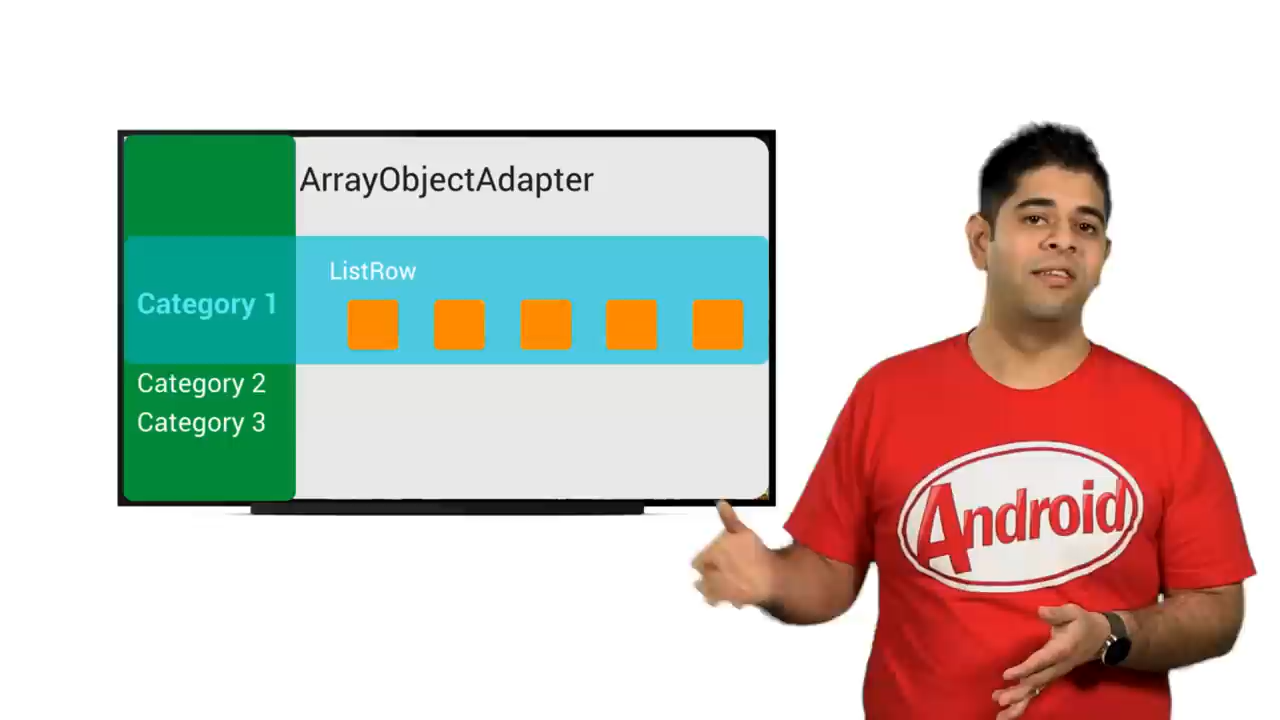 ArrayObjectAdapter
ListRow
Category 1
Category 2
Category 3
Android